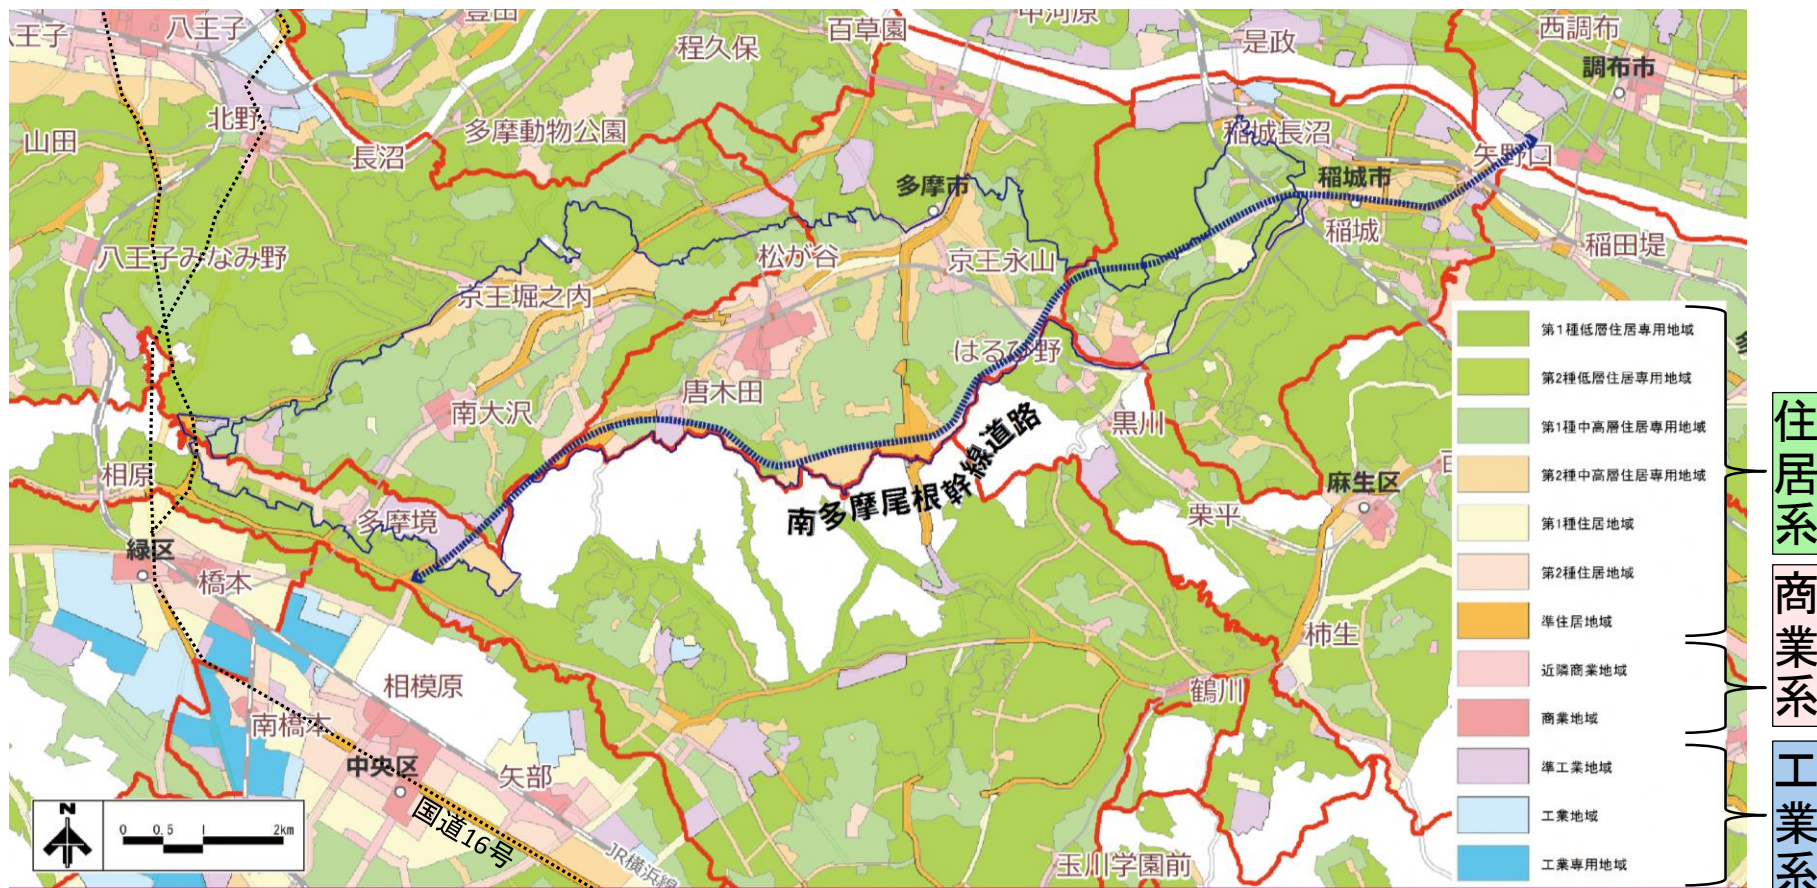 八王子
八王子
豊田
程久保
百草園
中河原
是政
西調布
調布市
北野
山田
長沼
多摩動物公園
稲城長沼
矢野口
多摩市
稲城市
稲城
稲田堤
八王子みなみ野
松が谷
京王永山
京王堀之内
はるひ野
唐木田
南大沢
黒川
相原
多摩境
南多摩尾根幹線道路
栗平
麻生区
緑区
橋本
柿生
相模原
鶴川
南橋本
中央区
矢部
国道16号
JR横浜線
玉川学園前
N
0 0.5 1 2km
第1種低層住居専用地域
第2種低層住居専用地域
第1種中高層住居専用地域
第2種中高層住居専用地域
第1種住居地域
第2種住居地域
準住居地域
近隣商業地域
商業地域
準工業地域
工業地域
工業専用地域
住居系
商業系
工業系